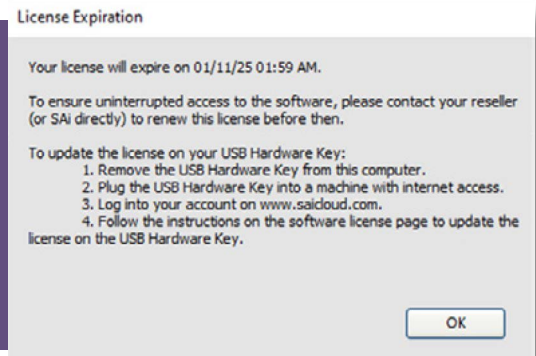 License Expiration
Your license will expire on 01/11/25 01:59 AM.
To ensure uninterrupted access to the software, please contact your reseller
(or SAi directly) to renew this license before then.
To update the license on your USB Hardware Key:
1. Remove the USB Hardware Key from this computer.
2. Plug the USB Hardware Key into a machine with internet access.
3. Log into your account on www.saicloud.com.
4. Follow the instructions on the software license page to update the
license on the USB Hardware Key.
OK